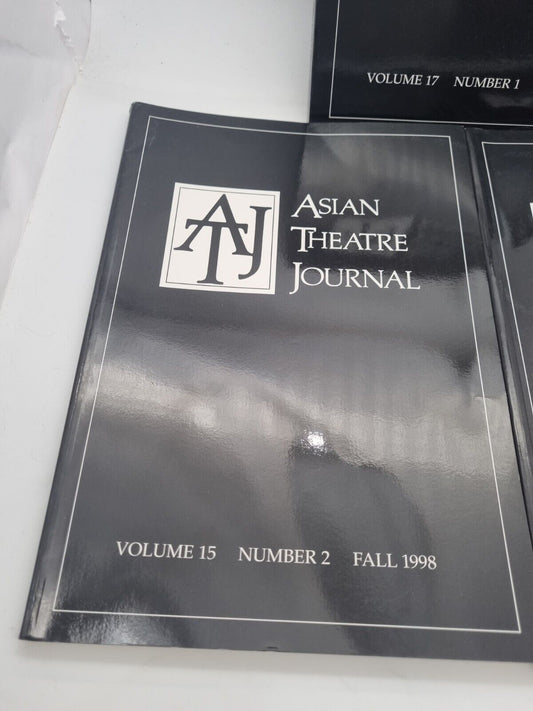 VOLUME 17 NUMBER 1
ATJ
ASIAN
THEATRE
JOURNAL
VOLUME 15 NUMBER 2 FALL 1998